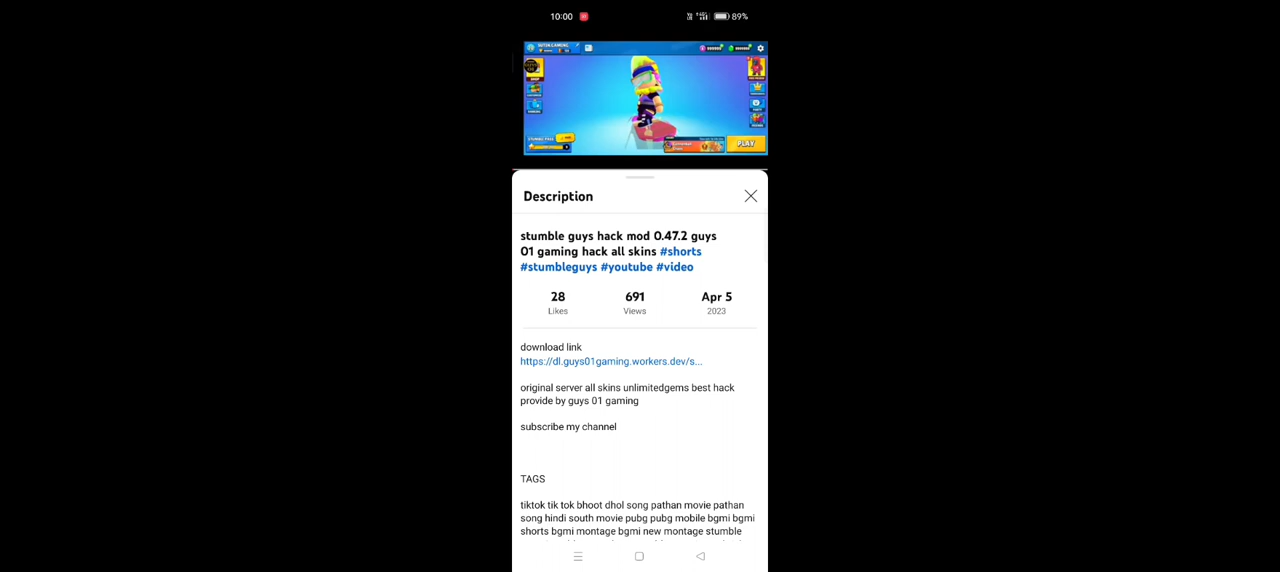 10:00
89%
PLAY
Description
stumble guys hack mod 0.47.2 guys
01 gaming hack all skins #shorts
#stumbleguys #youtube #video
28 691 Apr 5
Likes Views 2023
download link
https://dl.guys01gaming.workers.dev/s...
original server all skins unlimitedgems best hack
provide by guys 01 gaming
subscribe my channel
TAGS
tiktok tik tok bhoot dhol song pathan movie pathan
song hindi south movie pubg pubg mobile bgmi bgmi
shorts bgmi montage bgmi new montage stumble